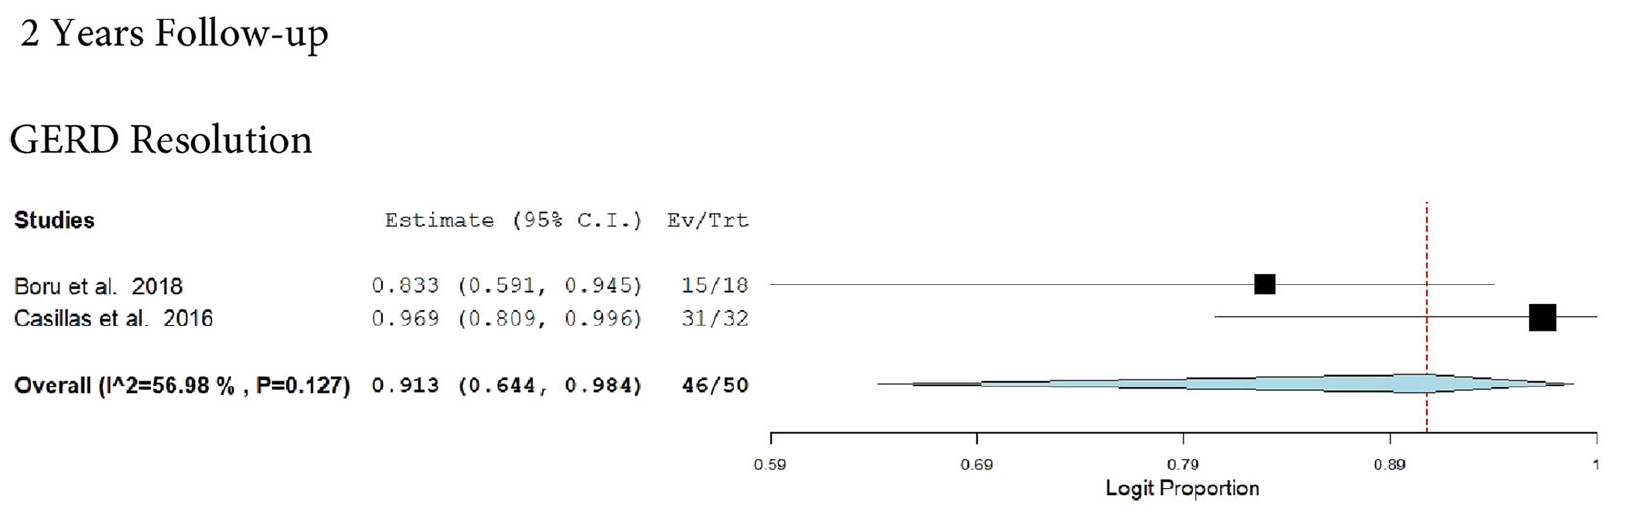 2 Years Follow-up
GERD Resolution
Studies Estimate (95% C.I.) Ev/Trt
Boru et al. 2018 0.833 (0.591, 0.945) 15/18
Casillas et al. 2016 0.969 (0.809, 0.996) 31/32
Overall (I^2=56.98 % , P=0.127) 0.913 (0.644, 0.984) 46/50
0.59 0.69 0.79 0.89 1
Logit Proportion